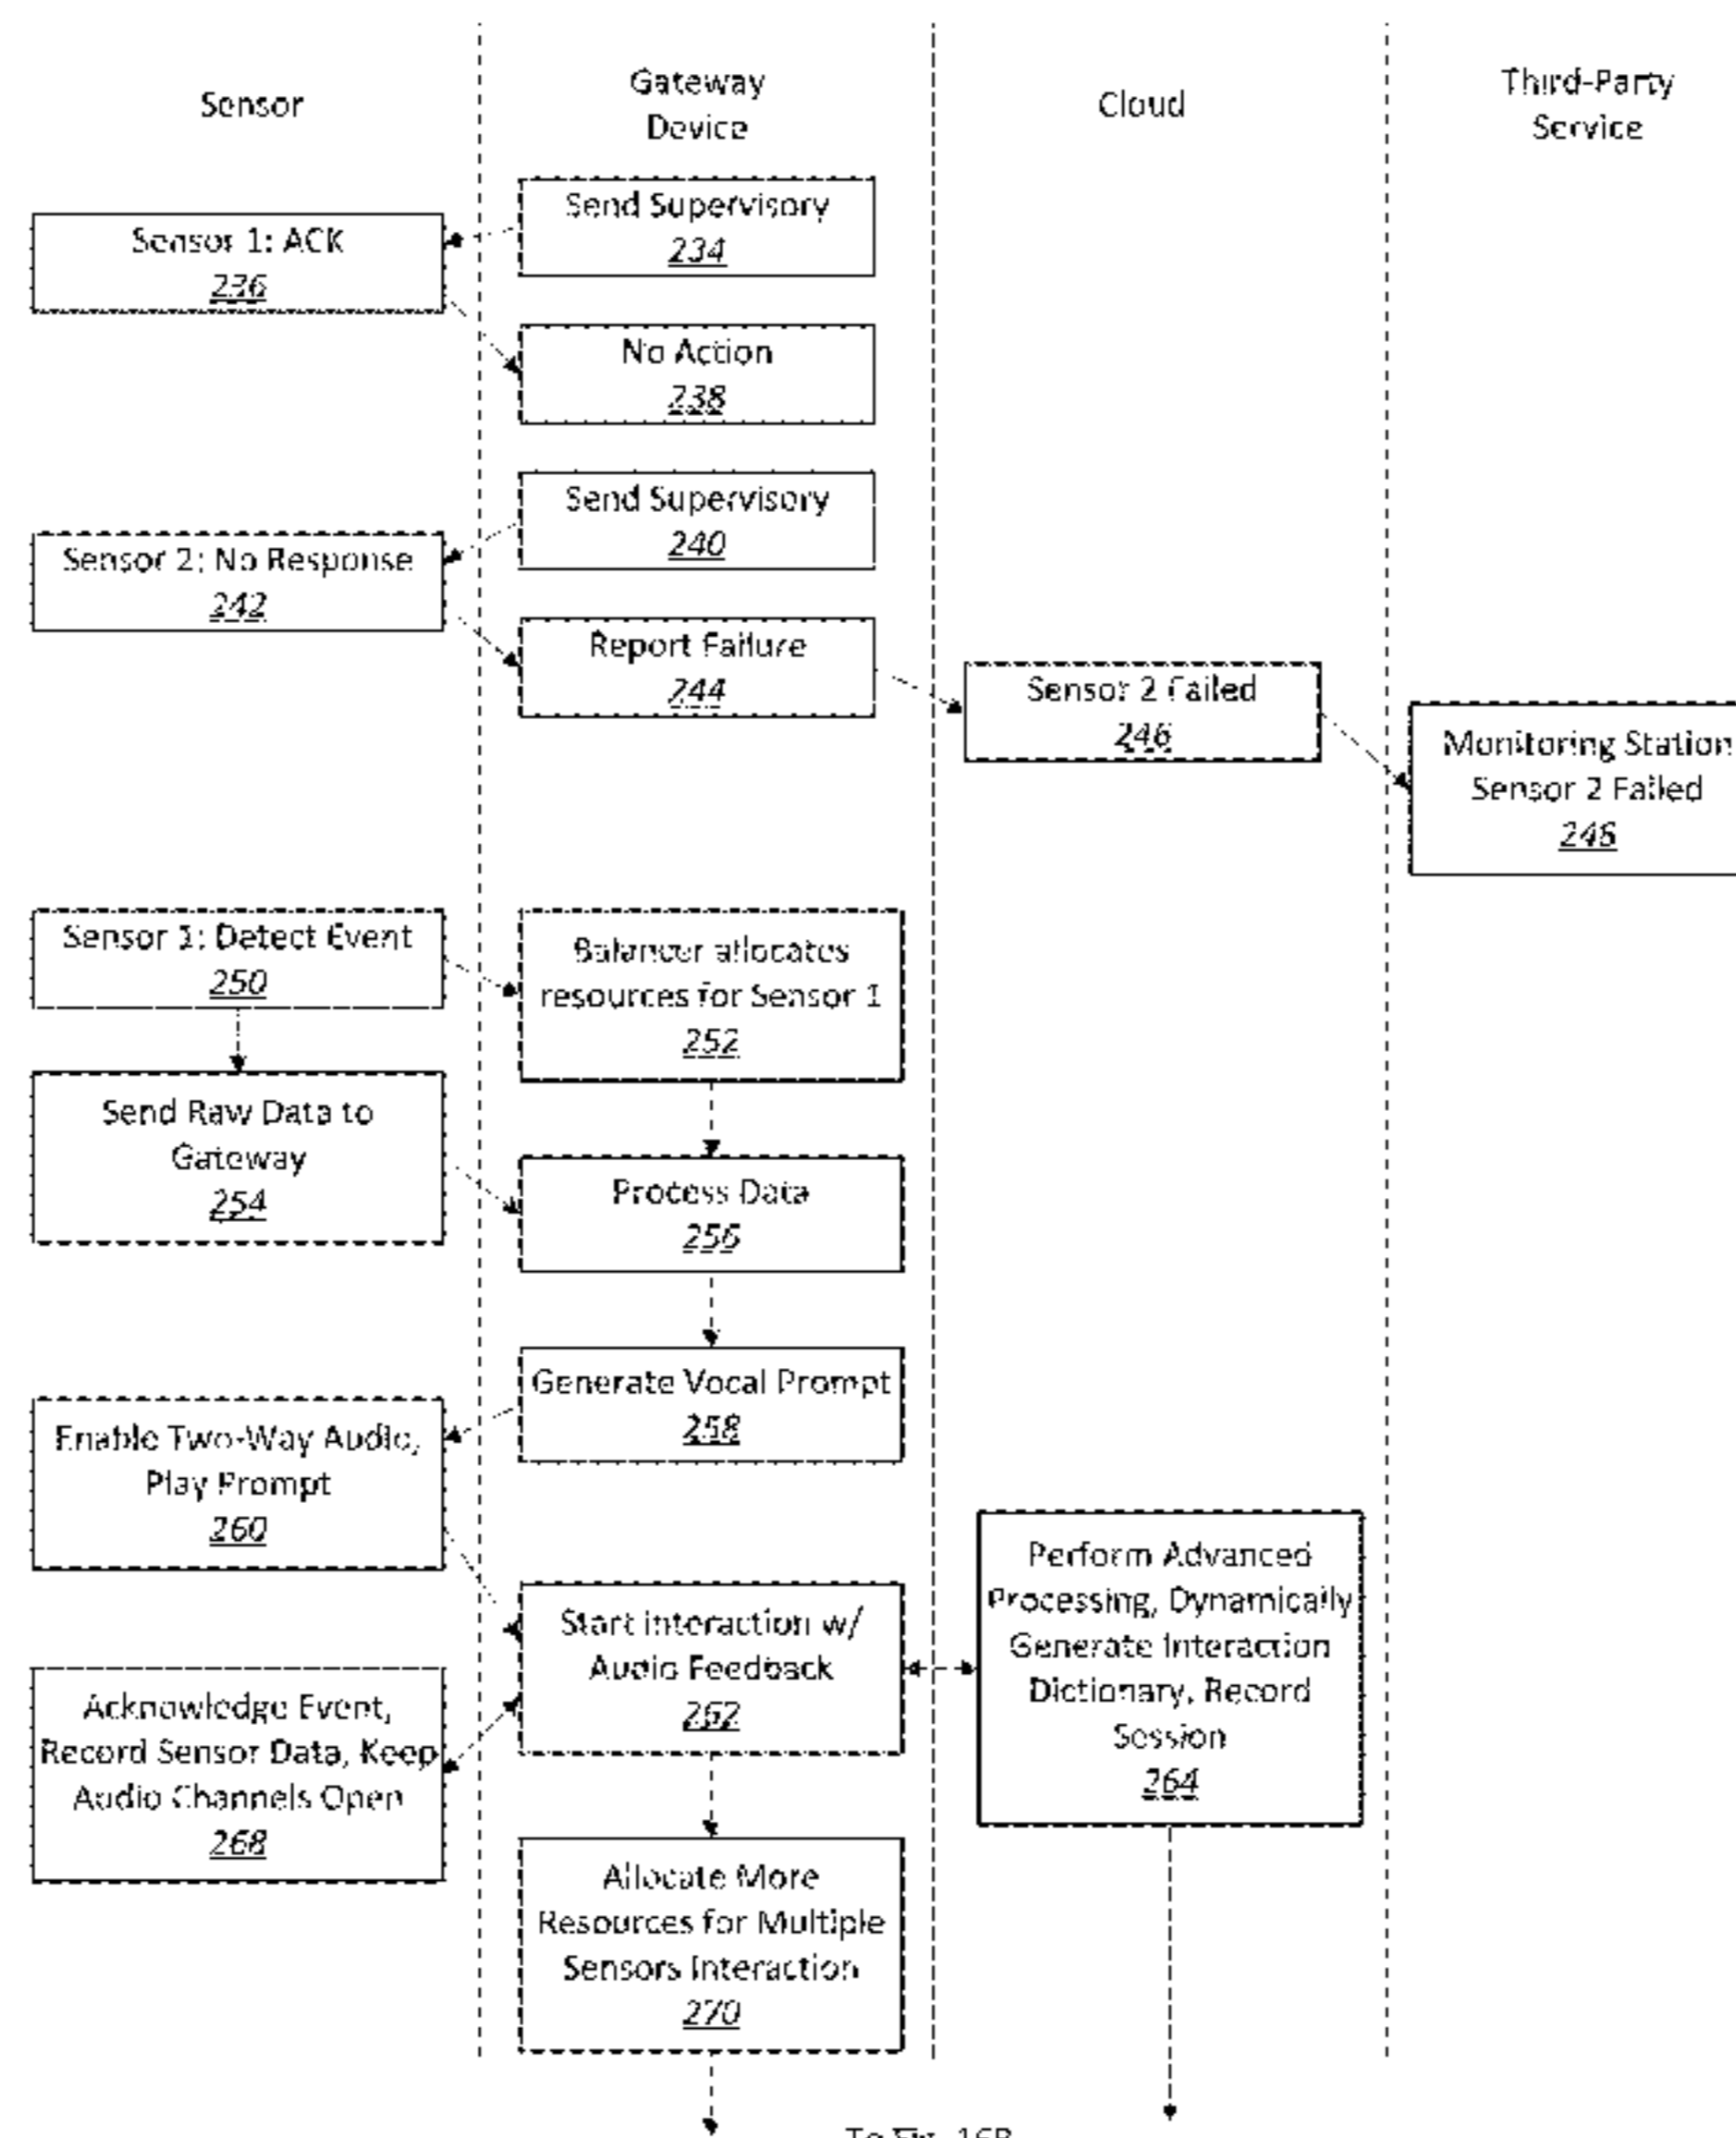 Sensor
Gateway
Device
Cloud
Third-Party
Service
Send Supervisory
234
Sensor 1: ACK
236
No Action
238
Send Supervisory
240
Sensor 2: No Response
242
Report Failure
244
Sensor 2 Failed
246
Monitoring Station
Sensor 2 Failed
248
Sensor 1: Detect Event
250
Balancer allocates
resources for Sensor 1
252
Send Raw Data to
Gateway
254
Process Data
256
Generate Vocal Prompt
258
Enable Two-Way Audio,
Play Prompt
260
Start interaction w/
Audio Feedback
262
Perform Advanced
Processing, Dynamically
Generate Interaction
Dictionary, Record
Session
264
Acknowledge Event,
Record Sensor Data, Keep
Audio Channels Open
268
Allocate More
Resources for Multiple
Sensors Interaction
270
To Fig. 16B